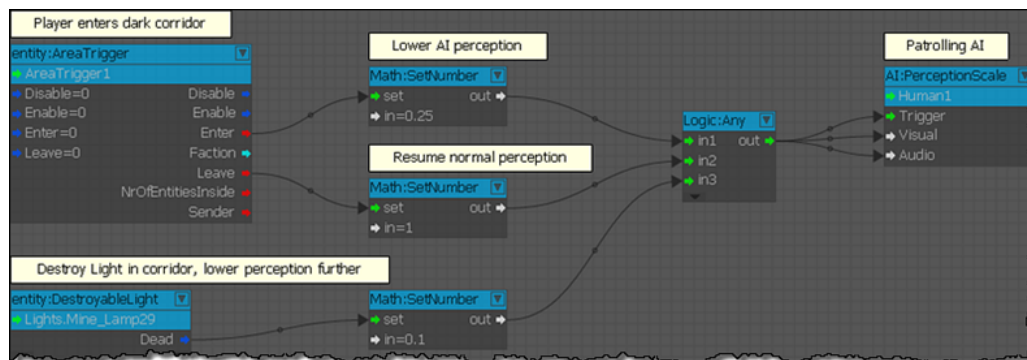 Player enters dark corridor
entity:AreaTrigger
AreaTrigger1
Disable=0 Disable
Enable=0 Enable
Enter=0 Enter
Leave=0 Faction
Leave
NrOfEntitiesInside
Sender
Lower AI perception
Math:SetNumber
set out
in=0.25
Resume normal perception
Math:SetNumber
set out
in=1
Destroy Light in corridor, lower perception further
entity:DestroyableLight
Lights.Mine_Lamp29
Dead
Math:SetNumber
set out
in=0.1
Logic:Any
in1 out
in2
in3
Patrolling AI
AI:PerceptionScale
Human1
Trigger
Visual
Audio